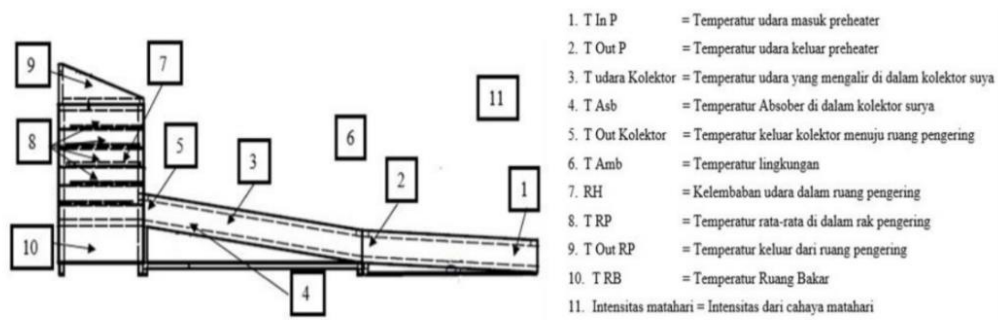 9
7
11
8
5
6
3
2
1
10
4
1. T In P = Temperatur udara masuk preheater
2. T Out P = Temperatur udara keluar preheater
3. T udara Kolektor = Temperatur udara yang mengalir di dalam kolektor suya
4. T Asb = Temperatur Absober di dalam kolektor surya
5. T Out Kolektor = Temperatur keluar kolektor menuju ruang pengering
6. T Amb = Temperatur lingkungan
7. RH = Kelembaban udara dalam ruang pengering
8. T RP = Temperatur rata-rata di dalam rak pengering
9. T Out RP = Temperatur keluar dari ruang pengering
10. T RB = Temperatur Ruang Bakar
11. Intensitas matahari = Intensitas dari cahaya matahari